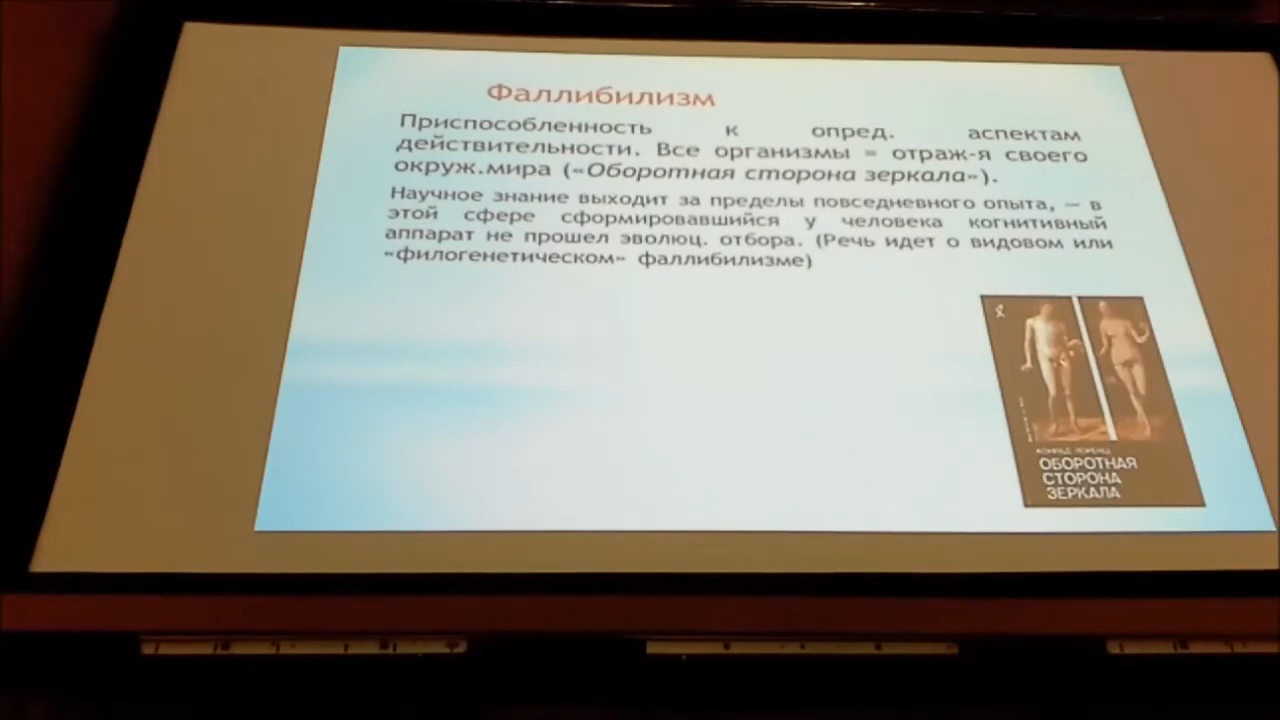 Фаллибилизм
Приспособленность к опред. аспектам
действительности. Все организмы = отраж-я своего
окруж.мира («Оборотная сторона зеркала»).
Научное знание выходит за пределы повседневного опыта, — в
этой сфере сформировавшийся у человека когнитивный
аппарат не прошел эволюц. отбора. (Речь идет о видовом или
«филогенетическом» фаллибилизме)
КОНРАД ЛОРЕНЦ
ОБОРОТНАЯ
СТОРОНА
ЗЕРКАЛА